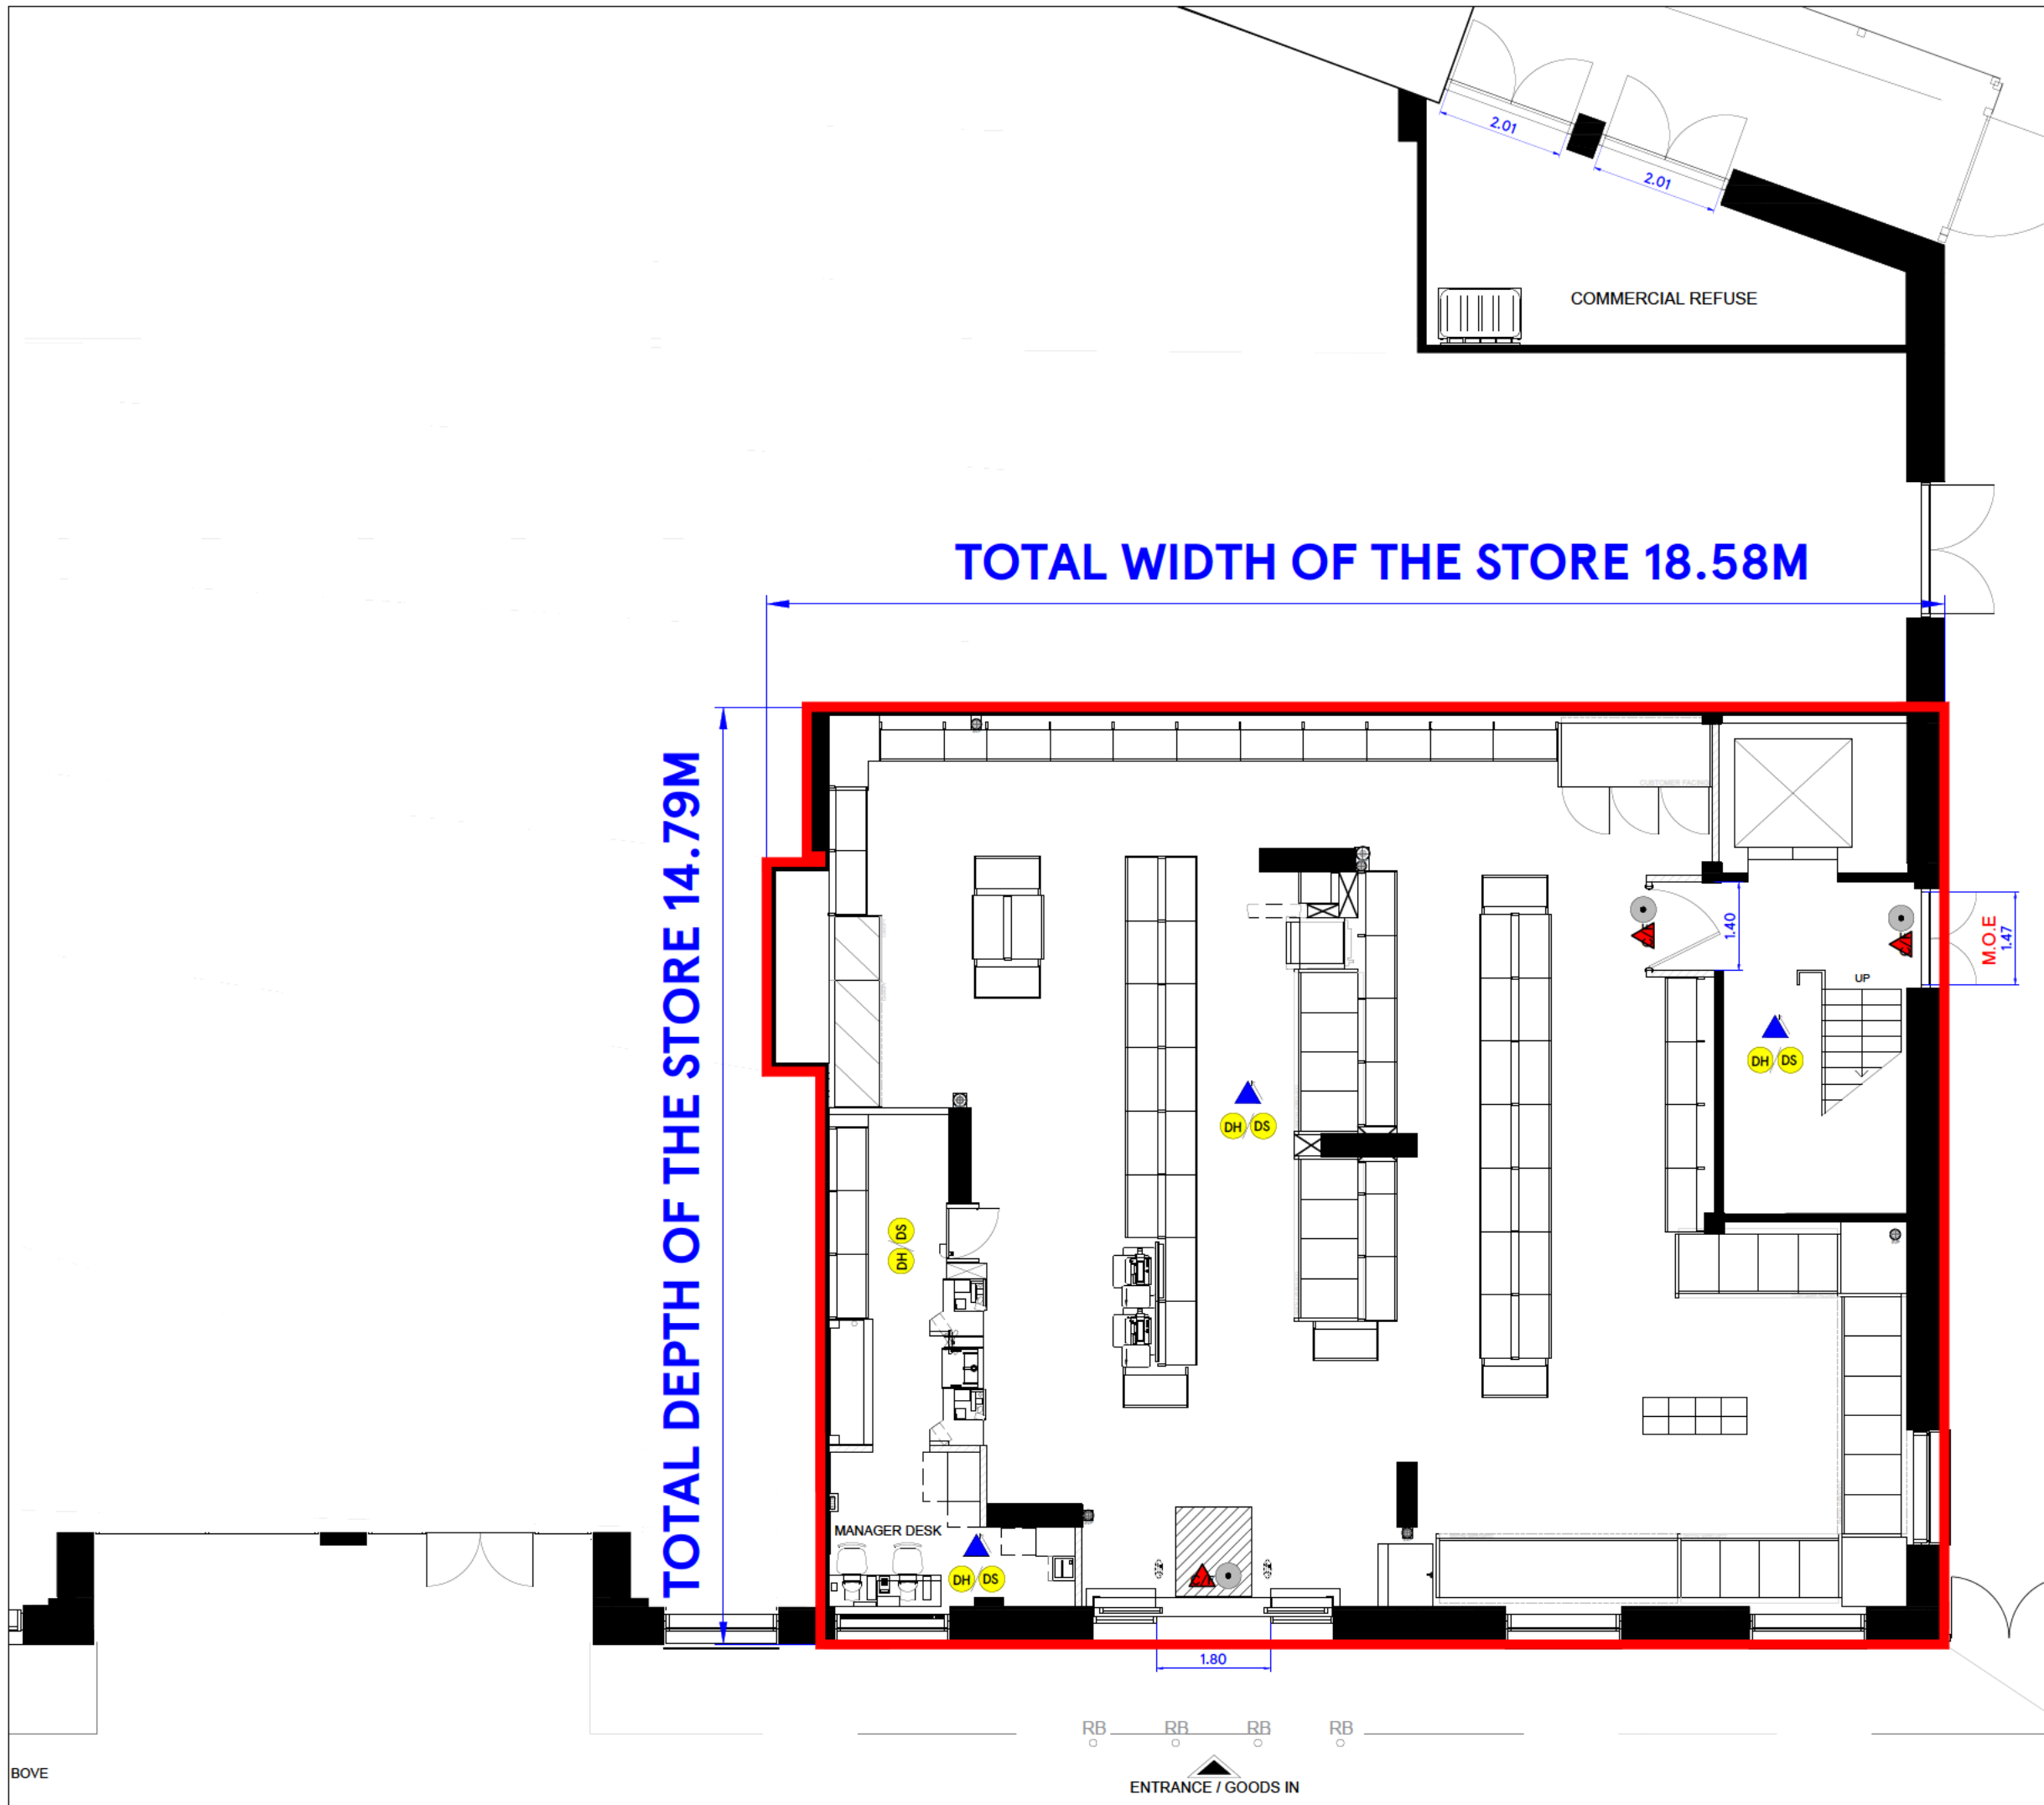 2.01
2.01
COMMERCIAL REFUSE
TOTAL WIDTH OF THE STORE 18.58M
TOTAL DEPTH OF THE STORE 14.79M
CUSTOMER FACING
1.40
M.O.E
1.47
UP
DH DS
DH DS
DS
DH
MANAGER DESK
DH DS
1.80
RB RB RB RB
BOVE
ENTRANCE / GOODS IN